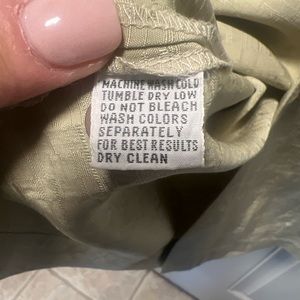 MACHINE WASH COLD
TUMBLE DRY LOW
DO NOT BLEACH
WASH COLORS
SEPARATELY
FOR BEST RESULTS
DRY CLEAN